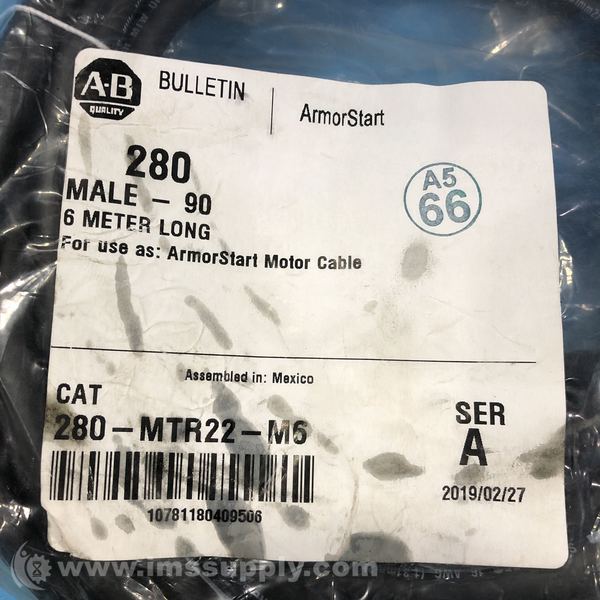 A-B
QUALITY
BULLETIN
ArmorStart
280
MALE - 90
6 METER LONG
For use as: ArmorStart Motor Cable
A5
66
Assembled in: Mexico
CAT
280-MTR22-M6
SER
A
10781180409506
2019/02/27
www.imssupply.com